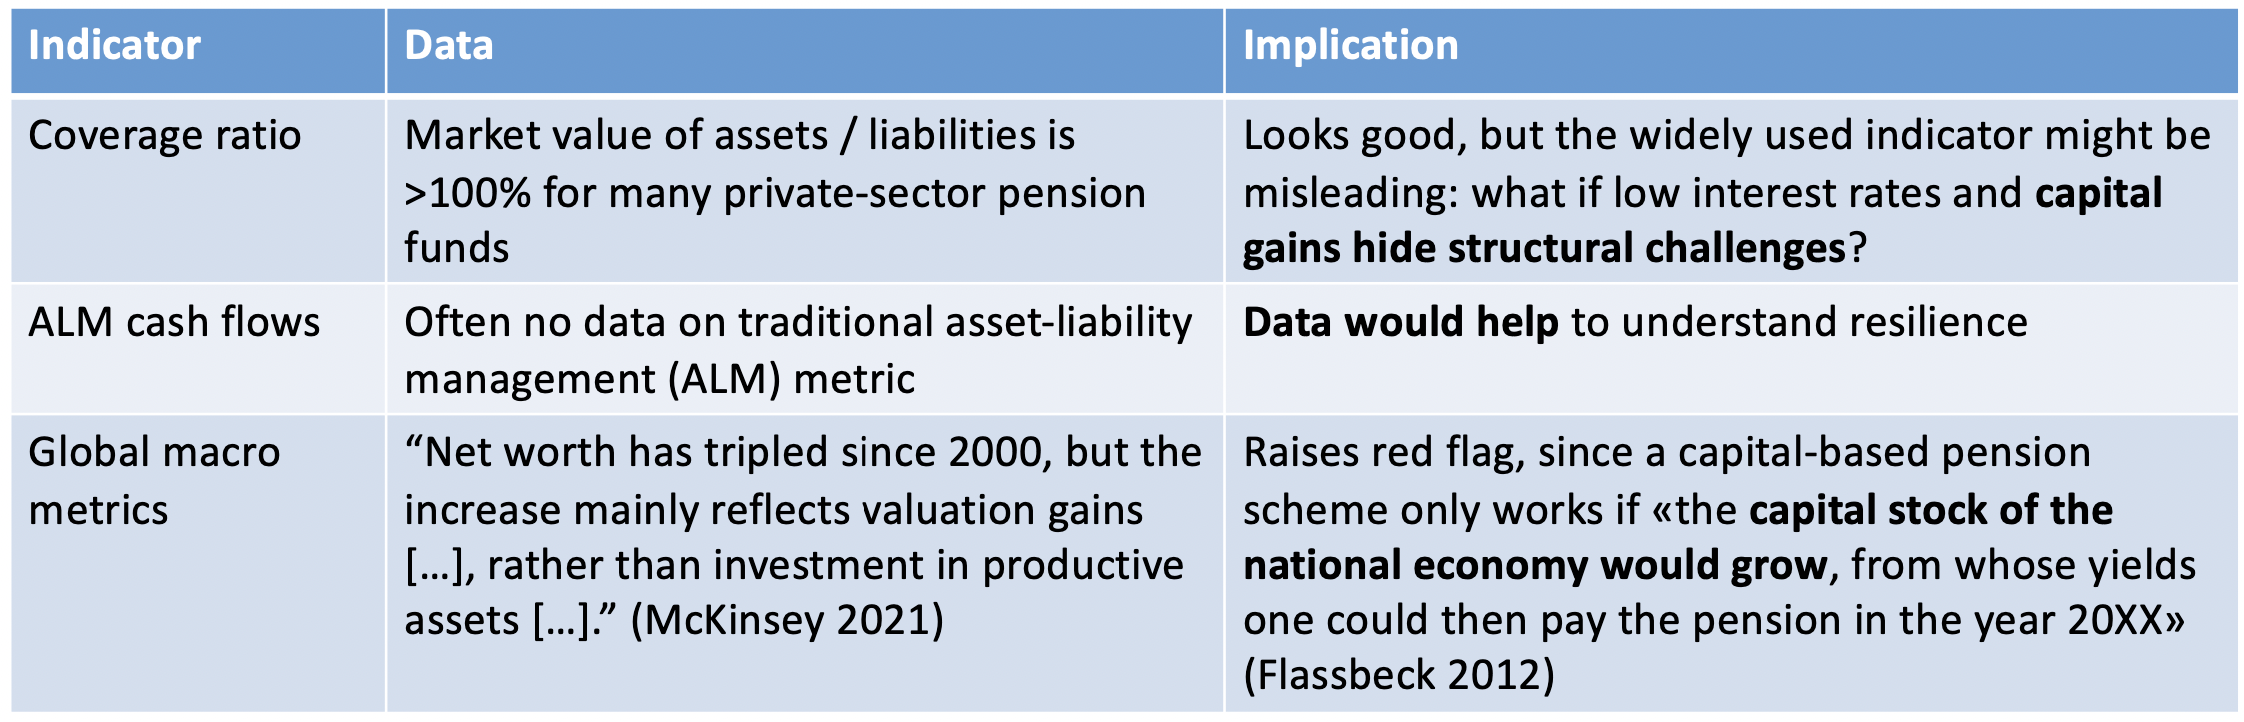 Indicator
Data
Implication
Coverage ratio
Market value of assets / liabilities is
>100% for many private-sector pension
funds
Looks good, but the widely used indicator might be
misleading: what if low interest rates and capital
gains hide structural challenges?
ALM cash flows
Often no data on traditional asset-liability
management (ALM) metric
Data would help to understand resilience
Global macro
metrics
“Net worth has tripled since 2000, but the
increase mainly reflects valuation gains
[…], rather than investment in productive
assets […].” (McKinsey 2021)
Raises red flag, since a capital-based pension
scheme only works if «the capital stock of the
national economy would grow, from whose yields
one could then pay the pension in the year 20XX»
(Flassbeck 2012)